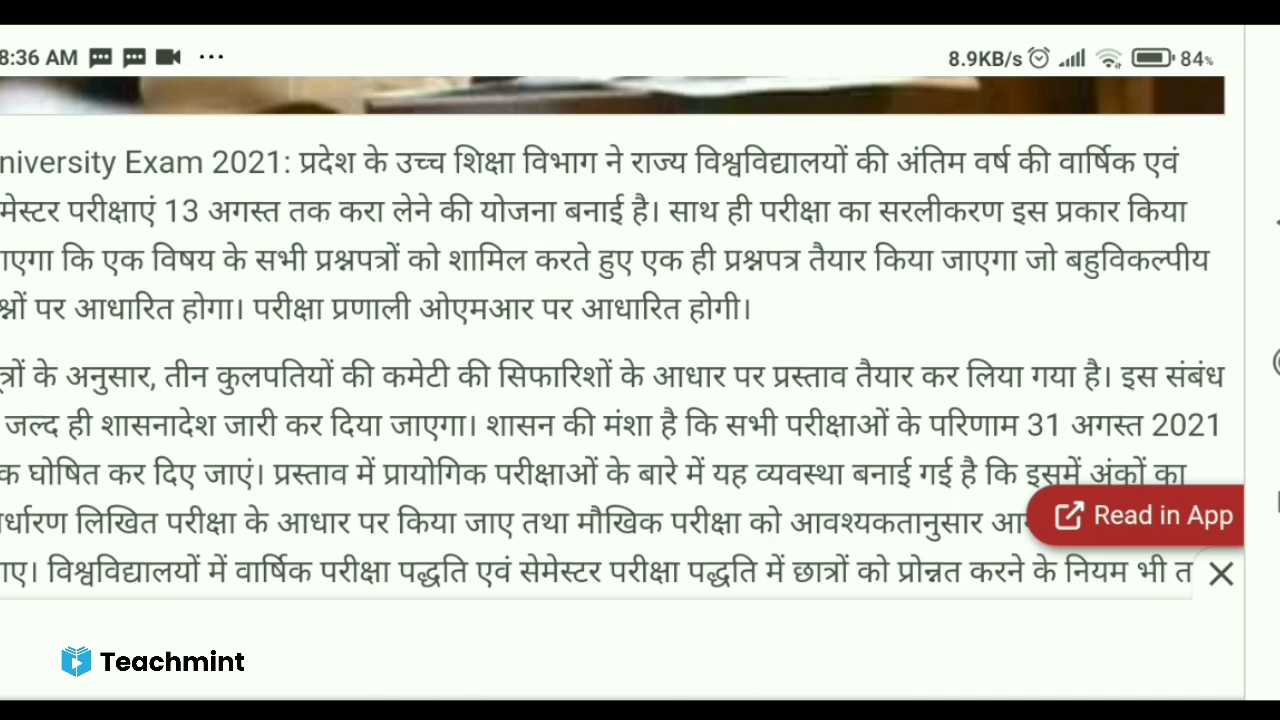 8:36 AM ... 8.9KB/s 84%
niversity Exam 2021: प्रदेश के उच्च शिक्षा विभाग ने राज्य विश्वविद्यालयों की अंतिम वर्ष की वार्षिक एवं
मेस्टर परीक्षाएं 13 अगस्त तक करा लेने की योजना बनाई है। साथ ही परीक्षा का सरलीकरण इस प्रकार किया
ाएगा कि एक विषय के सभी प्रश्नपत्रों को शामिल करते हुए एक ही प्रश्नपत्र तैयार किया जाएगा जो बहुविकल्पीय
श्नों पर आधारित होगा। परीक्षा प्रणाली ओएमआर पर आधारित होगी।
त्रों के अनुसार, तीन कुलपतियों की कमेटी की सिफारिशों के आधार पर प्रस्ताव तैयार कर लिया गया है। इस संबंध
जल्द ही शासनादेश जारी कर दिया जाएगा। शासन की मंशा है कि सभी परीक्षाओं के परिणाम 31 अगस्त 2021
क घोषित कर दिए जाएं। प्रस्ताव में प्रायोगिक परीक्षाओं के बारे में यह व्यवस्था बनाई गई है कि इसमें अंकों का
र्धारण लिखित परीक्षा के आधार पर किया जाए तथा मौखिक परीक्षा को आवश्यकतानुसार
Read in App
ाए। विश्वविद्यालयों में वार्षिक परीक्षा पद्धति एवं सेमेस्टर परीक्षा पद्धति में छात्रों को प्रोन्नत करने के नियम भी त
Teachmint